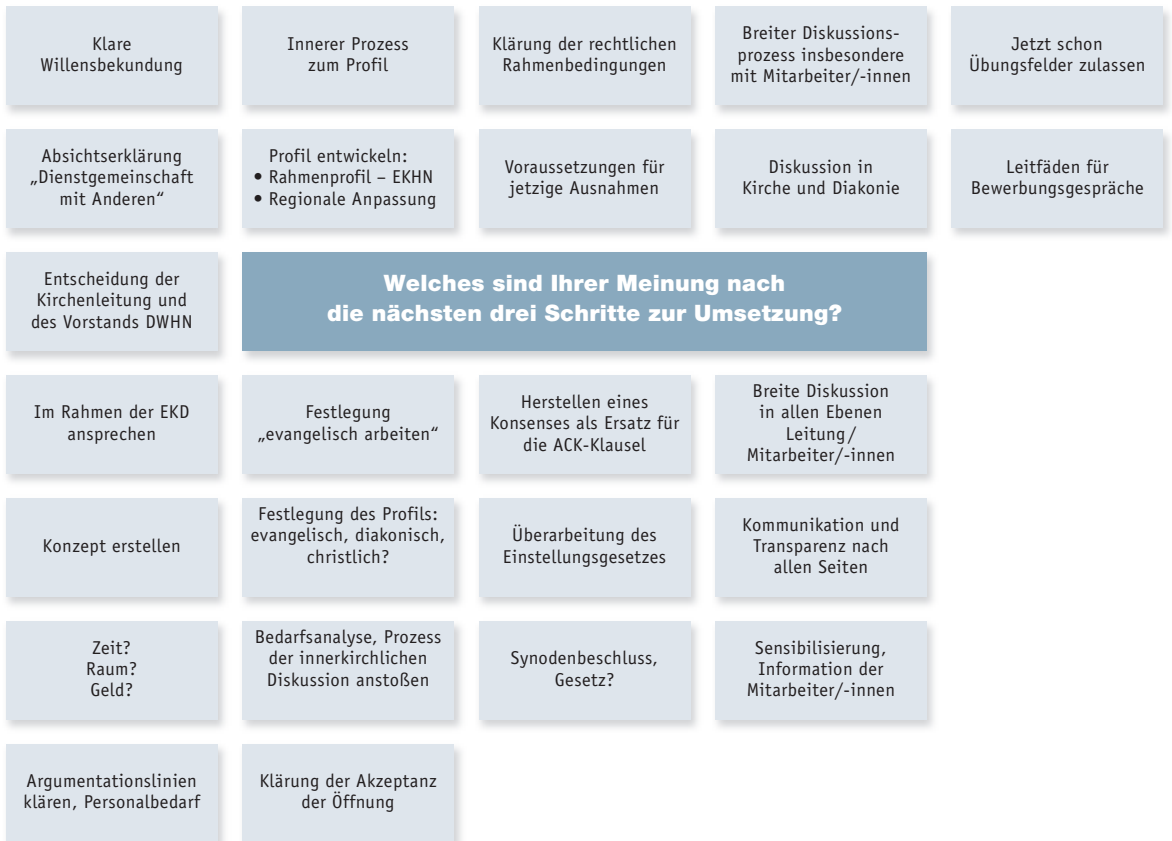 Klare
Willensbekundung
Innerer Prozess
zum Profil
Klärung der rechtlichen
Rahmenbedingungen
Breiter Diskussions-
prozess insbesondere
mit Mitarbeiter/-innen
Jetzt schon
Übungsfelder zulassen
Absichtserklärung
„Dienstgemeinschaft
mit Anderen“
Profil entwickeln:
• Rahmenprofil – EKHN
• Regionale Anpassung
Voraussetzungen für
jetzige Ausnahmen
Diskussion in
Kirche und Diakonie
Leitfäden für
Bewerbungsgespräche
Entscheidung der
Kirchenleitung und
des Vorstands DWHN
Welches sind Ihrer Meinung nach
die nächsten drei Schritte zur Umsetzung?
Im Rahmen der EKD
ansprechen
Festlegung
„evangelisch arbeiten“
Herstellen eines
Konsenses als Ersatz für
die ACK-Klausel
Breite Diskussion
in allen Ebenen
Leitung/
Mitarbeiter/-innen
Konzept erstellen
Festlegung des Profils:
evangelisch, diakonisch,
christlich?
Überarbeitung des
Einstellungsgesetzes
Kommunikation und
Transparenz nach
allen Seiten
Zeit?
Raum?
Geld?
Bedarfsanalyse, Prozess
der innerkirchlichen
Diskussion anstoßen
Synodenbeschluss,
Gesetz?
Sensibilisierung,
Information der
Mitarbeiter/-innen
Argumentationslinien
klären, Personalbedarf
Klärung der Akzeptanz
der Öffnung